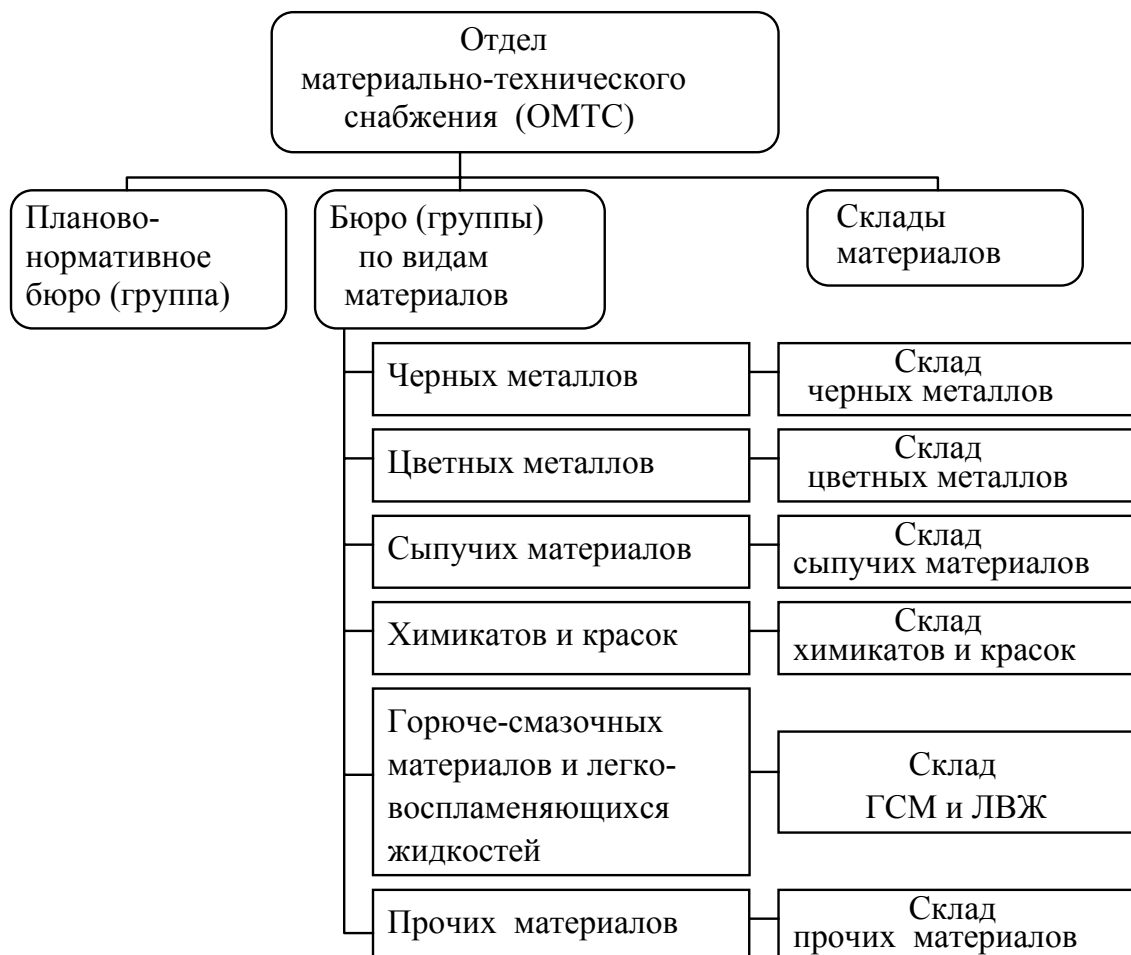 Отдел
материально-технического
снабжения (ОМТС)
Планово-
нормативное
бюро (группа)
Бюро (группы)
по видам
материалов
Склады
материалов
Черных металлов
Склад
черных металлов
Цветных металлов
Склад
цветных металлов
Сыпучих материалов
Склад
сыпучих материалов
Химикатов и красок
Склад
химикатов и красок
Горюче-смазочных
материалов и легко-
воспламеняющихся
жидкостей
Склад
ГСМ и ЛВЖ
Прочих материалов
Склад
прочих материалов